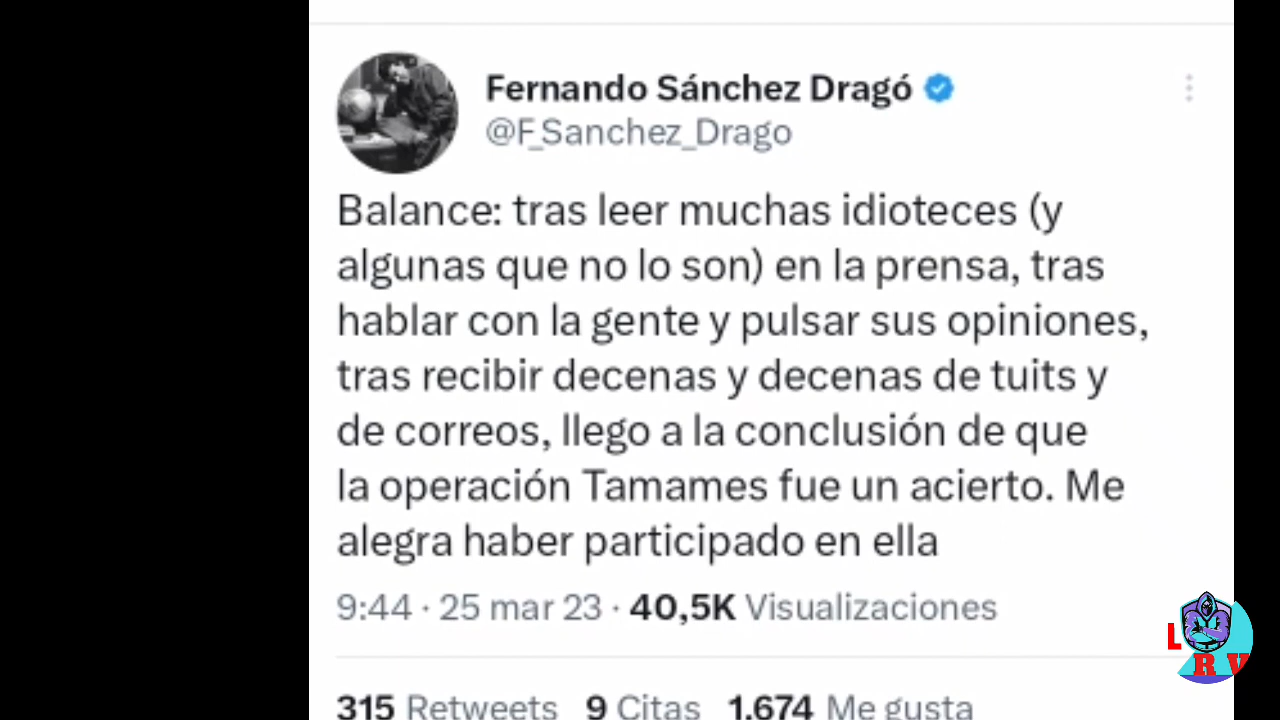 Fernando Sánchez Dragó
@F_Sanchez_Drago
Balance: tras leer muchas idioteces (y
algunas que no lo son) en la prensa, tras
hablar con la gente y pulsar sus opiniones,
tras recibir decenas y decenas de tuits y
de correos, llego a la conclusión de que
la operación Tamames fue un acierto. Me
alegra haber participado en ella
9:44 · 25 mar 23 · 40,5K Visualizaciones
315 Retweets 9 Citas 1.674 Me gusta
L R V